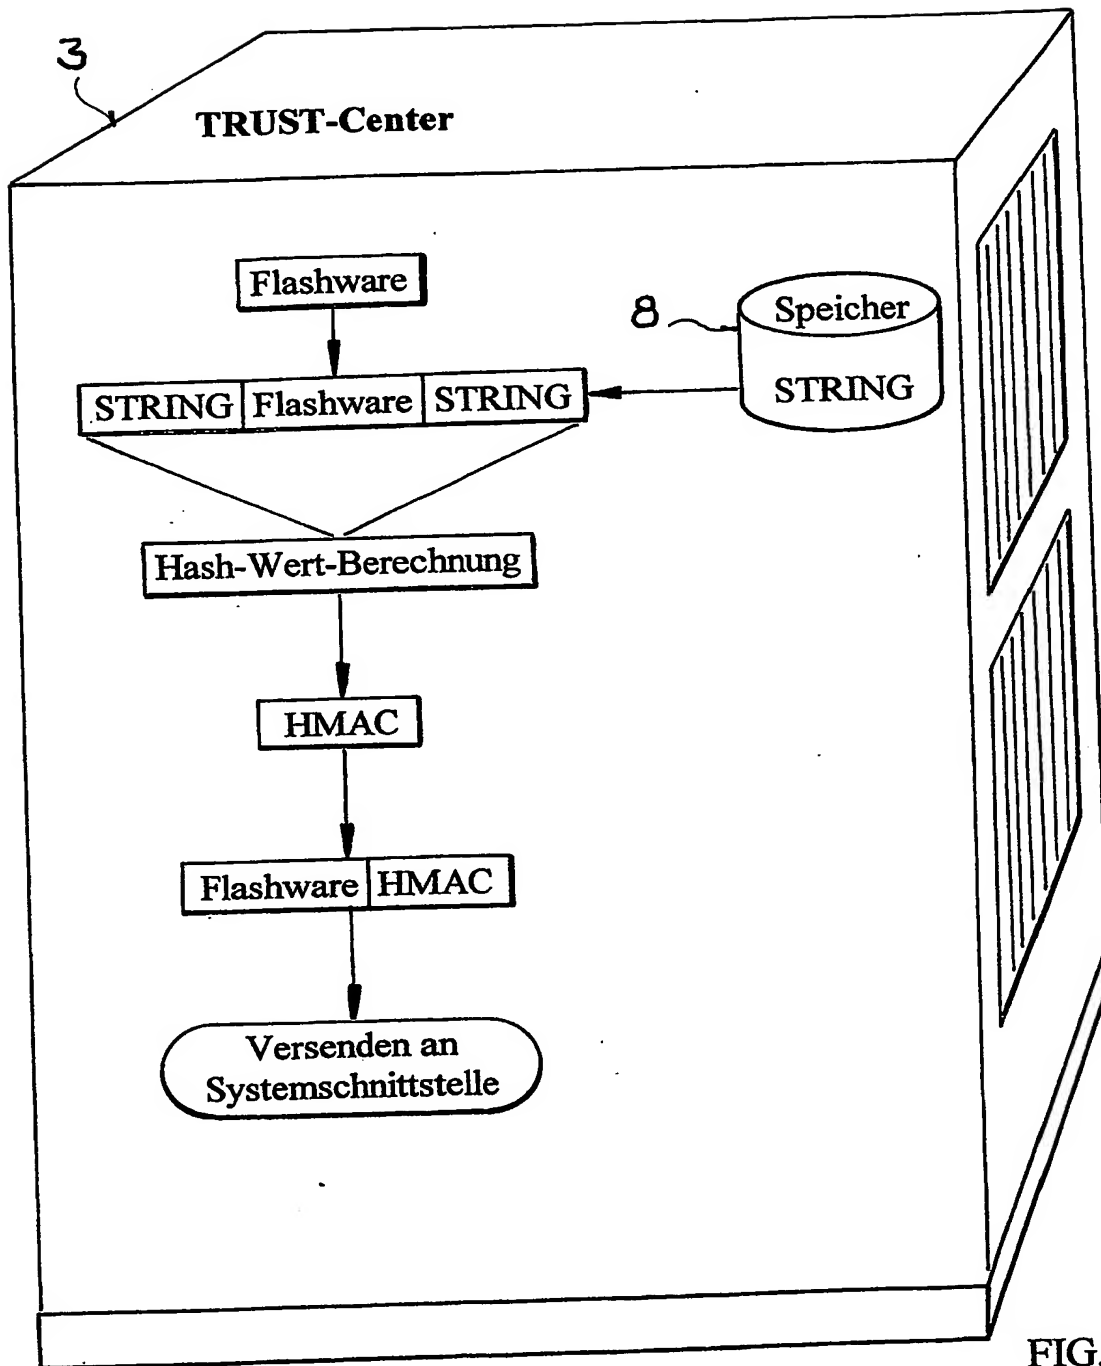 3
TRUST-Center
Flashware
8
Speicher
STRING Flashware STRING
STRING
Hash-Wert-Berechnung
HMAC
Flashware HMAC
Versenden an
Systemschnittstelle
FIG.